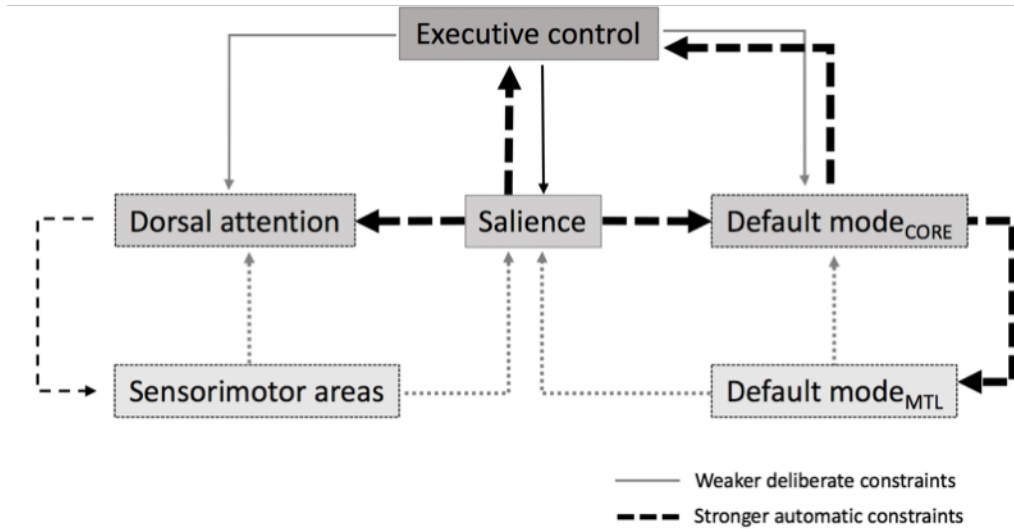 Executive control
Dorsal attention
Salience
Default modeCORE
Sensorimotor areas
Default modeMTL
Weaker deliberate constraints
Stronger automatic constraints